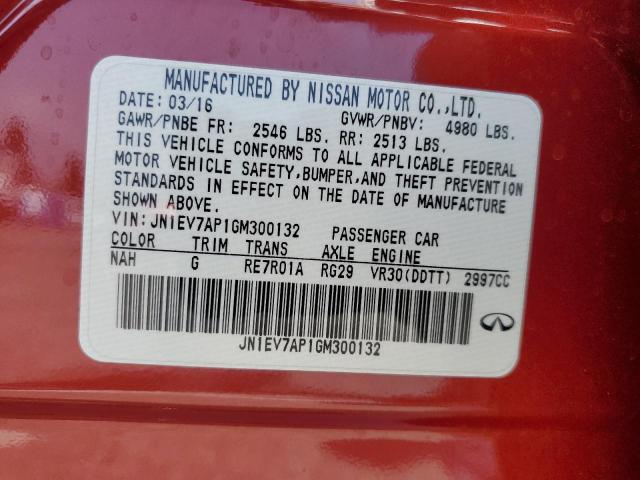 MANUFACTURED BY NISSAN MOTOR CO.,LTD.
DATE: 03/16 GVWR/PNBV: 4980 LBS.
GAWR/PNBE FR: 2546 LBS. RR: 2513 LBS.
THIS VEHICLE CONFORMS TO ALL APPLICABLE FEDERAL
MOTOR VEHICLE SAFETY,BUMPER,AND THEFT PREVENTION
STANDARDS IN EFFECT ON THE DATE OF MANUFACTURE
SHOWN ABOVE.
VIN: JN1EV7AP1GM300132 PASSENGER CAR
COLOR TRIM TRANS AXLE ENGINE
NAH G RE7R01A RG29 VR30(DDTT) 2997CC
JN1EV7AP1GM300132